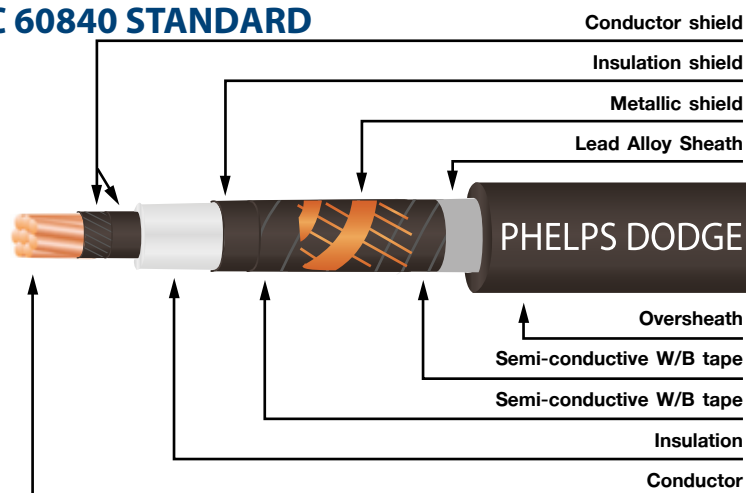 C 60840 STANDARD
Conductor shield
Insulation shield
Metallic shield
Lead Alloy Sheath
PHELPS DODGE
Oversheath
Semi-conductive W/B tape
Semi-conductive W/B tape
Insulation
Conductor